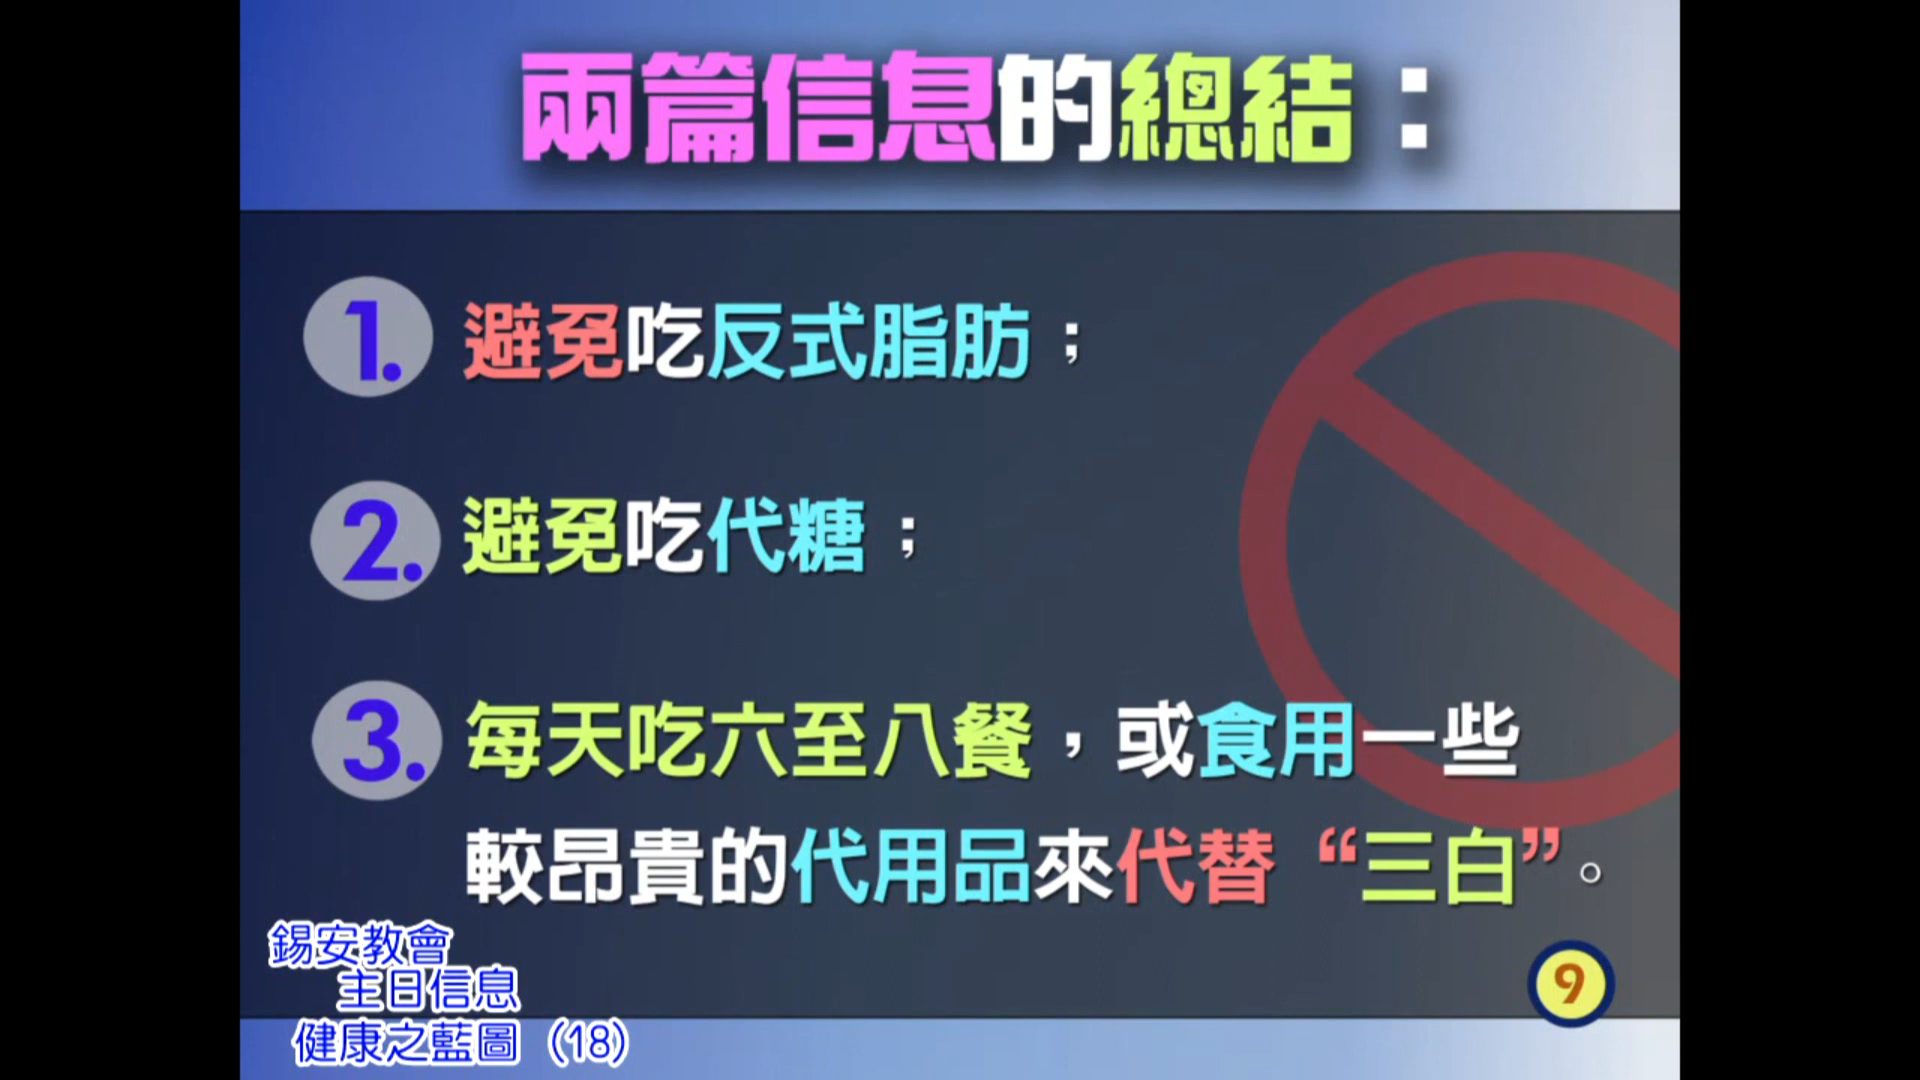 兩篇信息的總結：
1. 避免吃反式脂肪；
2. 避免吃代糖；
3. 每天吃六至八餐，或食用一些
較昂貴的代用品來代替“三白”。
錫安教會
主日信息
健康之藍圖（18）
9